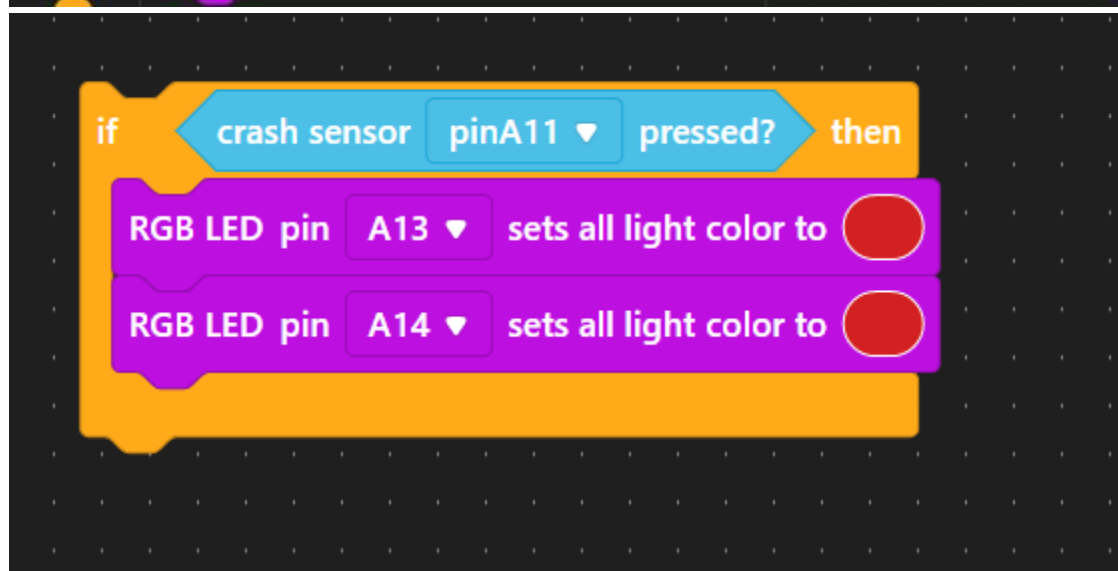 if crash sensor pinA11 pressed? then
RGB LED pin A13 sets all light color to
RGB LED pin A14 sets all light color to